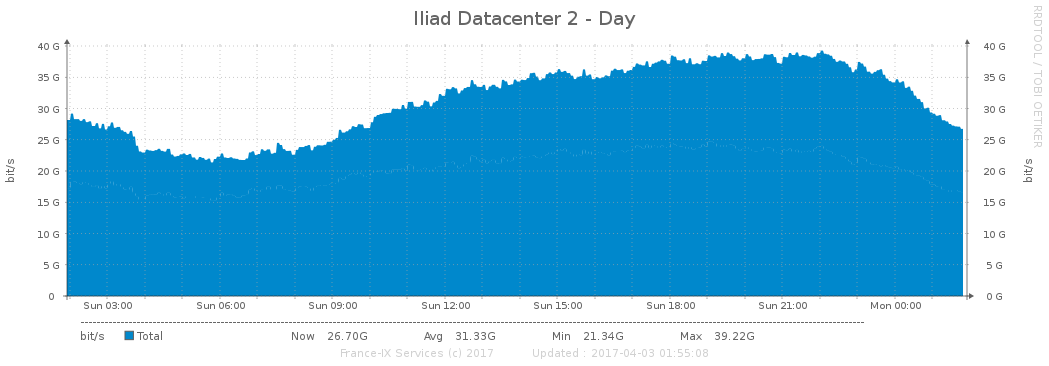 Iliad Datacenter 2 - Day
RRDTOOL / TOBI OETIKER
bit/s
40 G 40 G
35 G 35 G
30 G 30 G
25 G 25 G
20 G 20 G
15 G 15 G
10 G 10 G
5 G 5 G
0 0 G
bit/s
Sun 03:00 Sun 06:00 Sun 09:00 Sun 12:00 Sun 15:00 Sun 18:00 Sun 21:00 Mon 00:00
bit/s Total Now 26.70G Avg 31.33G Min 21.34G Max 39.22G
France-IX Services (c) 2017 Updated : 2017-04-03 01:55:08